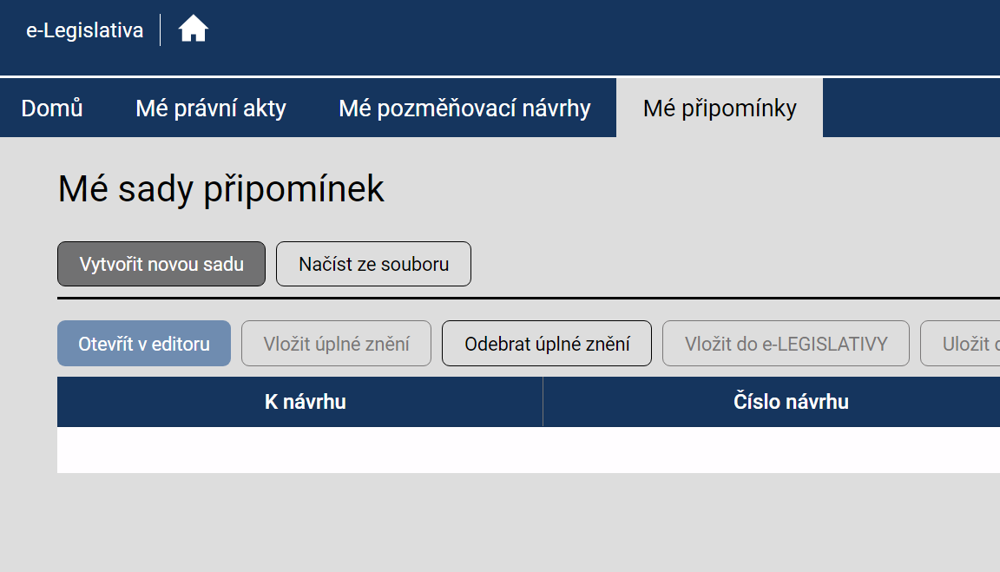 e-Legislativa
Domů Mé právní akty Mé pozměňovací návrhy Mé připomínky
Mé sady připomínek
Vytvořit novou sadu Načíst ze souboru
Otevřít v editoru Vložit úplné znění Odebrat úplné znění Vložit do e-LEGISLATIVY Uložit
K návrhu Číslo návrhu